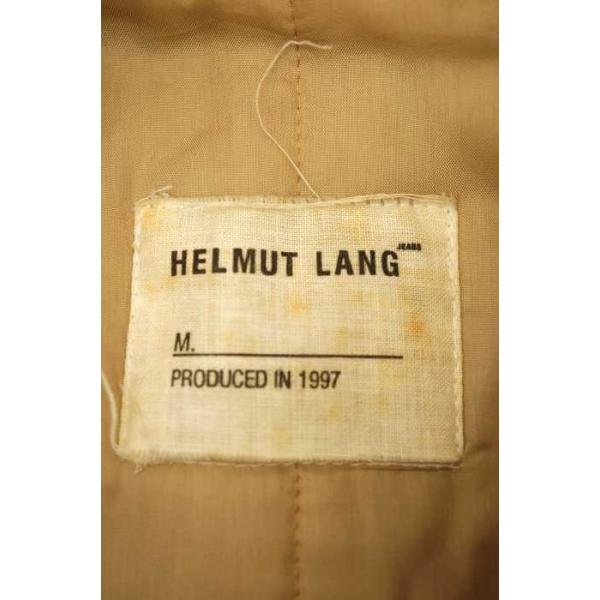 HELMUT LANG JEANS
M.
PRODUCED IN 1997